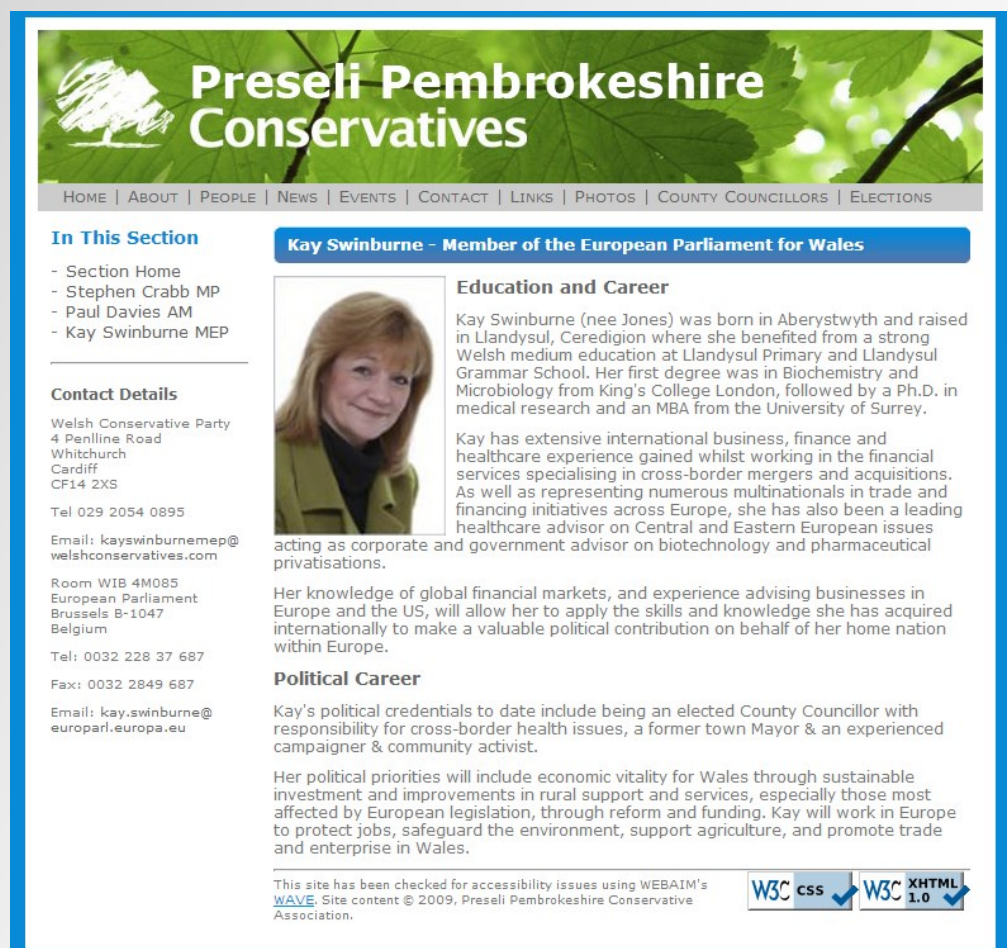 Preseli Pembrokeshire
Conservatives
HOME | ABOUT | PEOPLE | NEWS | EVENTS | CONTACT | LINKS | PHOTOS | COUNTY COUNCILLORS | ELECTIONS
In This Section
- Section Home
- Stephen Crabb MP
- Paul Davies AM
- Kay Swinburne MEP
Contact Details
Welsh Conservative Party
4 Penlline Road
Whitchurch
Cardiff
CF14 2XS
Tel 029 2054 0895
Email: kayswinburnemep@
welshconservatives.com
Room WIB 4M085
European Parliament
Brussels B-1047
Belgium
Tel: 0032 228 37 687
Fax: 0032 2849 687
Email: kay.swinburne@
europarl.europa.eu
Kay Swinburne - Member of the European Parliament for Wales
Education and Career
Kay Swinburne (nee Jones) was born in Aberystwyth and raised
in Llandysul, Ceredigion where she benefited from a strong
Welsh medium education at Llandysul Primary and Llandysul
Grammar School. Her first degree was in Biochemistry and
Microbiology from King's College London, followed by a Ph.D. in
medical research and an MBA from the University of Surrey.
Kay has extensive international business, finance and
healthcare experience gained whilst working in the financial
services specialising in cross-border mergers and acquisitions.
As well as representing numerous multinationals in trade and
financing initiatives across Europe, she has also been a leading
healthcare advisor on Central and Eastern European issues
acting as corporate and government advisor on biotechnology and pharmaceutical
privatisations.
Her knowledge of global financial markets, and experience advising businesses in
Europe and the US, will allow her to apply the skills and knowledge she has acquired
internationally to make a valuable political contribution on behalf of her home nation
within Europe.
Political Career
Kay's political credentials to date include being an elected County Councillor with
responsibility for cross-border health issues, a former town Mayor & an experienced
campaigner & community activist.
Her political priorities will include economic vitality for Wales through sustainable
investment and improvements in rural support and services, especially those most
affected by European legislation, through reform and funding. Kay will work in Europe
to protect jobs, safeguard the environment, support agriculture, and promote trade
and enterprise in Wales.
This site has been checked for accessibility issues using WEBAIM's
WAVE. Site content © 2009, Preseli Pembrokeshire Conservative
Association.
W3C CSS
W3C XHTML 1.0